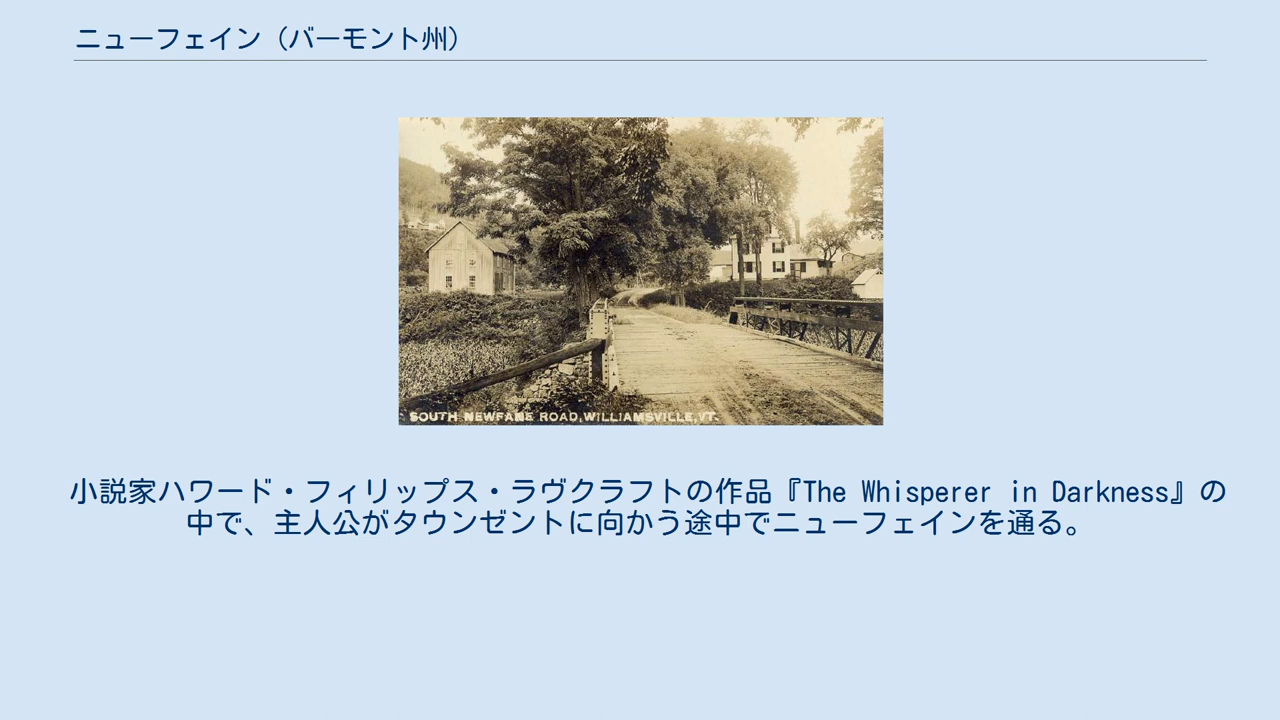 ニューフェイン（バーモント州）
SOUTH NEWFANE ROAD, WILLIAMSVILLE, VT.
小説家ハワード・フィリップス・ラヴクラフトの作品『The Whisperer in Darkness』の
中で、主人公がタウンゼントに向かう途中でニューフェインを通る。